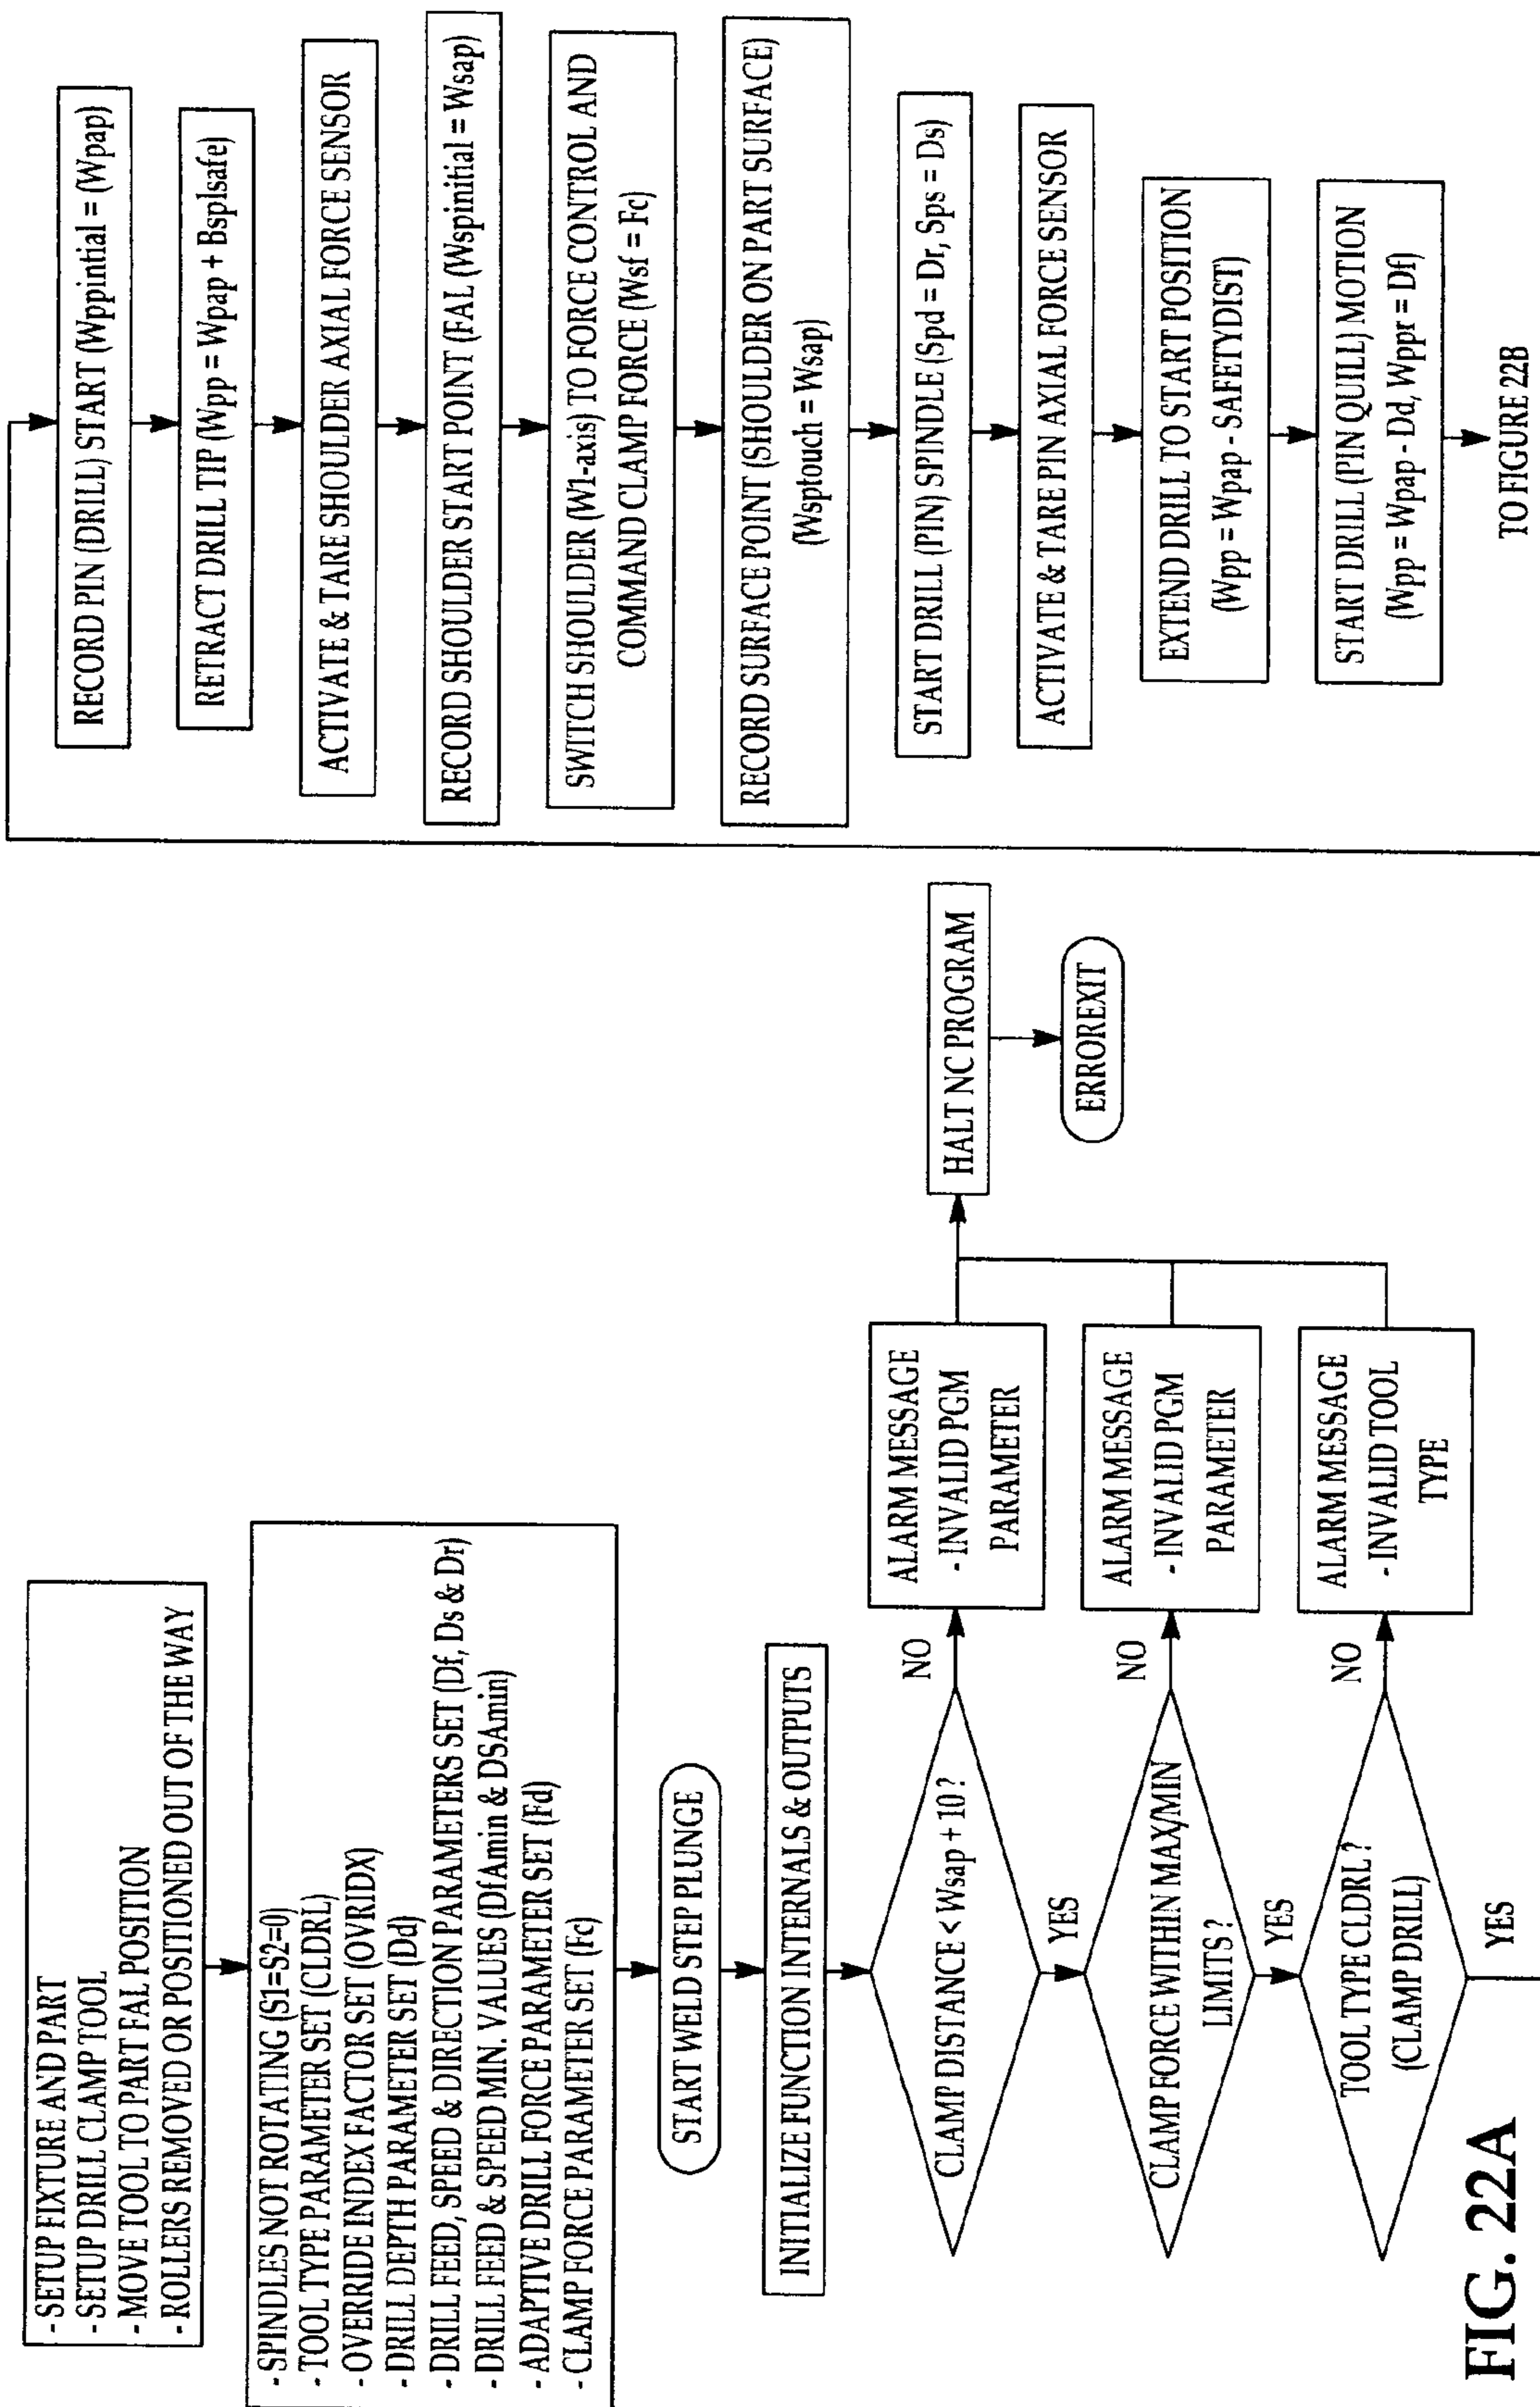 - SETUP FIXTURE AND PART
- SETUP DRILL CLAMP TOOL
- MOVE TOOL TO PART FAL POSITION
- ROLLERS REMOVED OR POSITIONED OUT OF THE WAY
- SPINDLES NOT ROTATING (S1=S2=0)
- TOOL TYPE PARAMETER SET (CLDRL)
- OVERRIDE INDEX FACTOR SET (OVRIDX)
- DRILL DEPTH PARAMETER SET (Dd)
- DRILL FEED, SPEED & DIRECTION PARAMETERS SET (Df, Ds & Dr)
- DRILL FEED & SPEED MIN. VALUES (DfAmin & DSAmin)
- ADAPTIVE DRILL FORCE PARAMETER SET (Fd)
- CLAMP FORCE PARAMETER SET (Fc)
START WELD STEP PLUNGE
INITIALIZE FUNCTION INTERNALS & OUTPUTS
CLAMP DISTANCE < Wsap + 10 ?
NO
ALARM MESSAGE
- INVALID PGM
PARAMETER
YES
CLAMP FORCE WITHIN MAX/MIN
LIMITS ?
NO
ALARM MESSAGE
- INVALID PGM
PARAMETER
YES
TOOL TYPE CLDRL ?
(CLAMP DRILL)
NO
ALARM MESSAGE
- INVALID TOOL
TYPE
YES
HALT NC PROGRAM
ERROREXIT
RECORD PIN (DRILL) START (Wppintial = (Wpap)
RETRACT DRILL TIP (Wpp = Wpap + Bsplsafe)
ACTIVATE & TARE SHOULDER AXIAL FORCE SENSOR
RECORD SHOULDER START POINT (FAL (Wspinitial = Wsap)
SWITCH SHOULDER (W1-axis) TO FORCE CONTROL AND
COMMAND CLAMP FORCE (Wsf = Fc)
RECORD SURFACE POINT (SHOULDER ON PART SURFACE)
(Wsptouch = Wsap)
START DRILL (PIN) SPINDLE (Spd = Dr, Sps = Ds)
ACTIVATE & TARE PIN AXIAL FORCE SENSOR
EXTEND DRILL TO START POSITION
(Wpp = Wpap - SAFETYDIST)
START DRILL (PIN QUILL) MOTION
(Wpp = Wpap - Dd, Wppr = Df)
TO FIGURE 22B
FIG. 22A